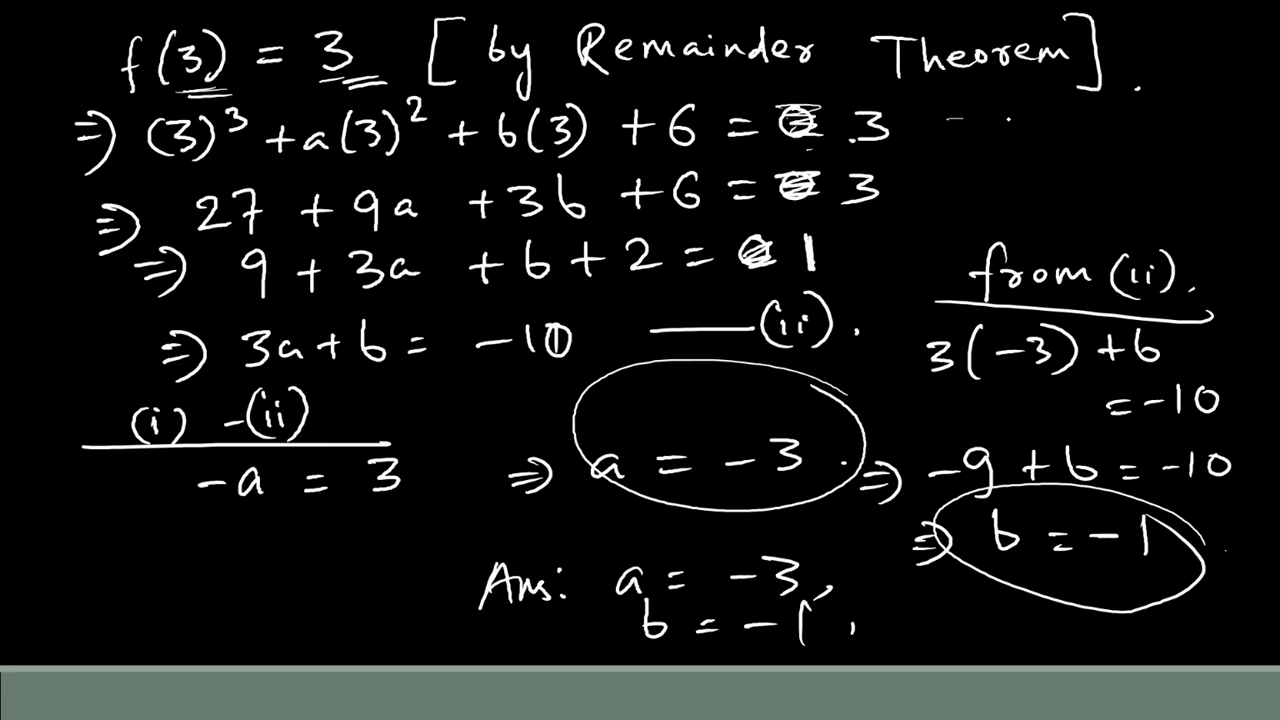 f(3) = 3 [by Remainder Theorem].
⇒ (3)³ + a(3)² + b(3) + 6 = 3
⇒ 27 + 9a + 3b + 6 = 3
⇒ 9 + 3a + b + 2 = 1
⇒ 3a + b = -10 —(ii).
(i) -(ii)
-a = 3 ⇒ a = -3.
from (ii).
3(-3) + b
= -10
⇒ -9 + b = -10
⇒ b = -1
Ans: a = -3,
b = -1,